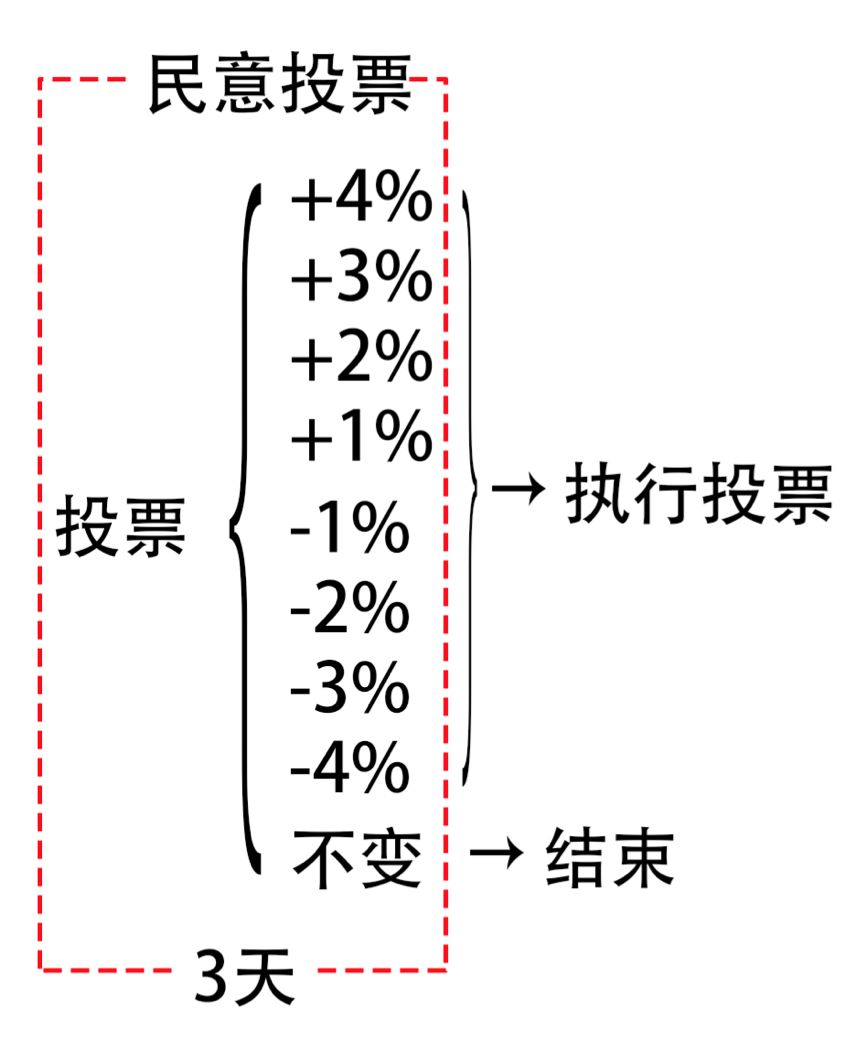 民意投票
+4%
+3%
+2%
+1%
→ 执行投票
投票
-1%
-2%
-3%
-4%
不变 → 结束
3天